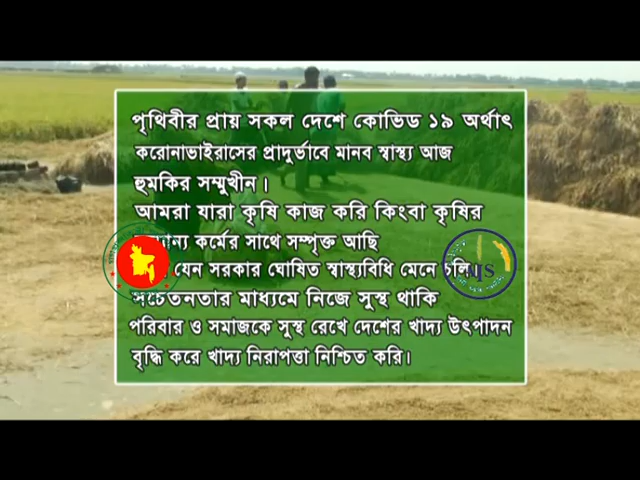 পৃথিবীর প্রায় সকল দেশে কোভিড ১৯ অর্থাৎ
করোনাভাইরাসের প্রাদুর্ভাবে মানব স্বাস্থ্য আজ
হুমকির সম্মুখীন।
আমরা যারা কৃষি কাজ করি কিংবা কৃষির
কর্মের সাথে সম্পৃক্ত আছি
যেন সরকার ঘোষিত স্বাস্থ্যবিধি মেনে চলি
সচেতনতার মাধ্যমে নিজে সুস্থ থাকি
পরিবার ও সমাজকে সুস্থ রেখে দেশের খাদ্য উৎপাদন
বৃদ্ধি করে খাদ্য নিরাপত্তা নিশ্চিত করি।